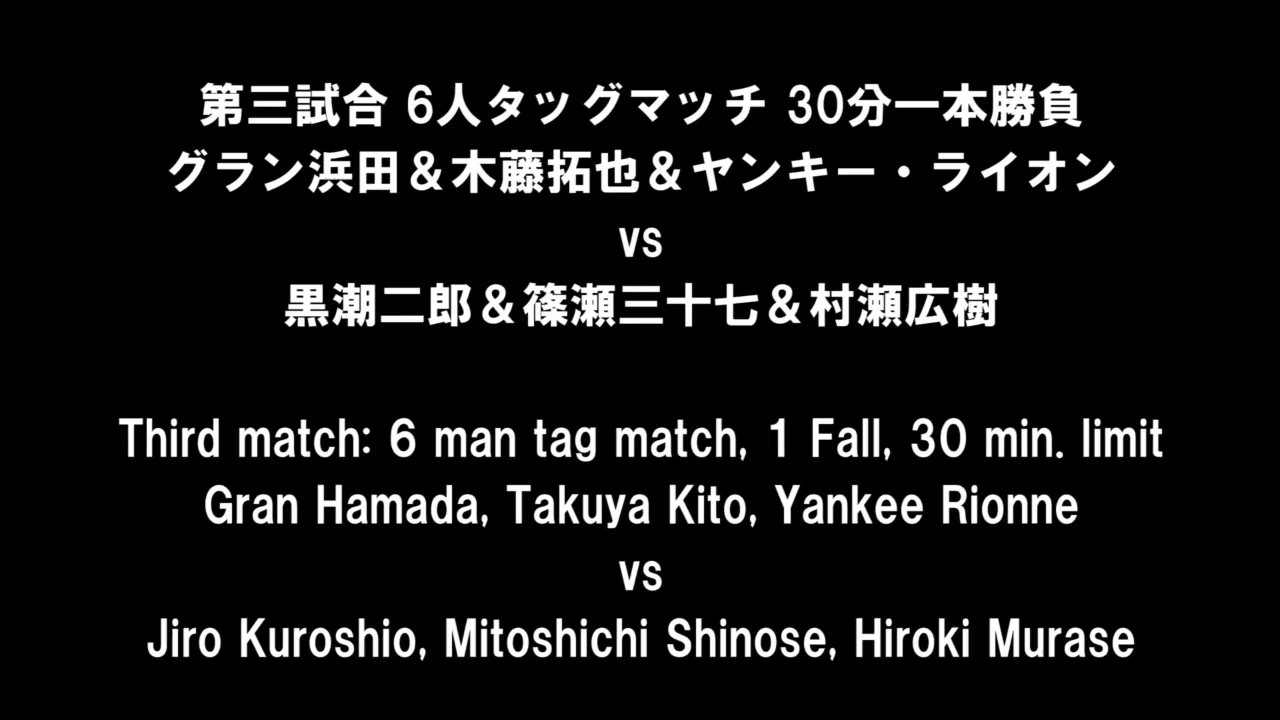 第三試合 6人タッグマッチ 30分一本勝負
グラン浜田＆木藤拓也＆ヤンキー・ライオン
vs
黒潮二郎＆篠瀬三十七＆村瀬広樹
Third match: 6 man tag match, 1 Fall, 30 min. limit
Gran Hamada, Takuya Kito, Yankee Rionne
vs
Jiro Kuroshio, Mitoshichi Shinose, Hiroki Murase